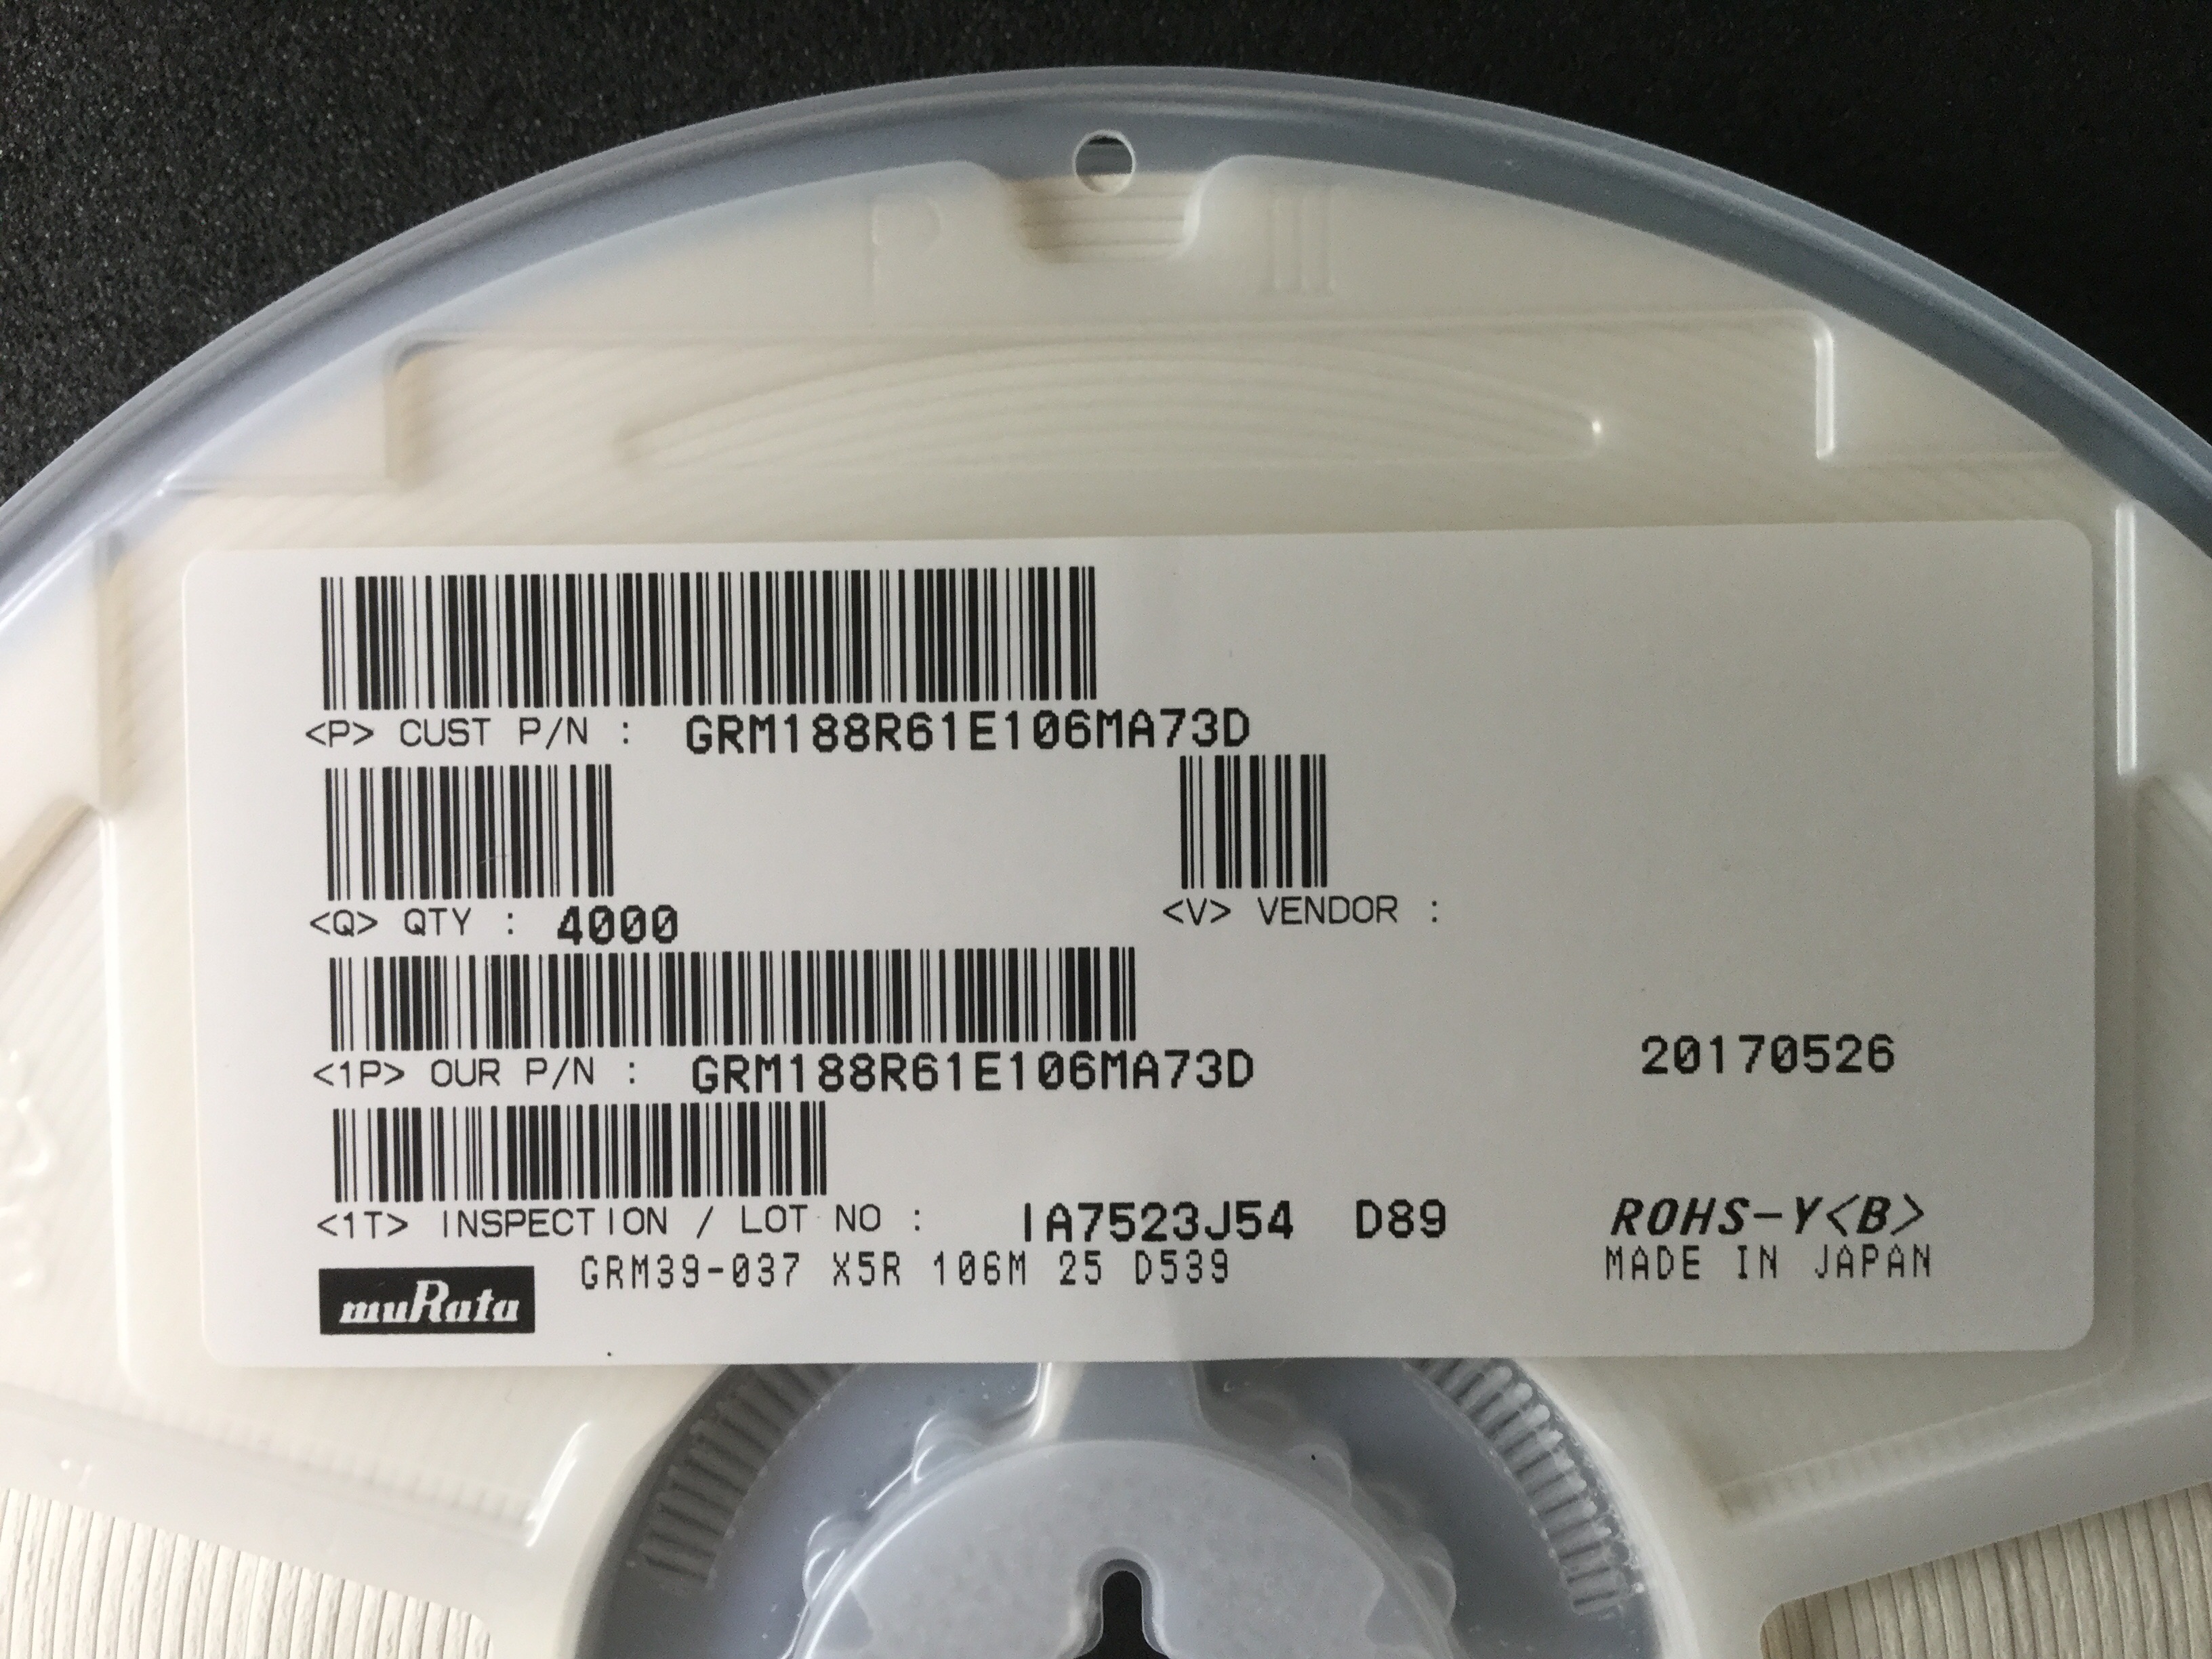 <P> CUST P/N : GRM188R61E106MA73D
<Q> QTY : 4000
<V> VENDOR :
<1P> OUR P/N : GRM188R61E106MA73D
20170526
<1T> INSPECTION / LOT NO : IA7523J54 D89
ROHS-Y<B>
GRM39-037 X5R 106M 25 D539
MADE IN JAPAN
muRata